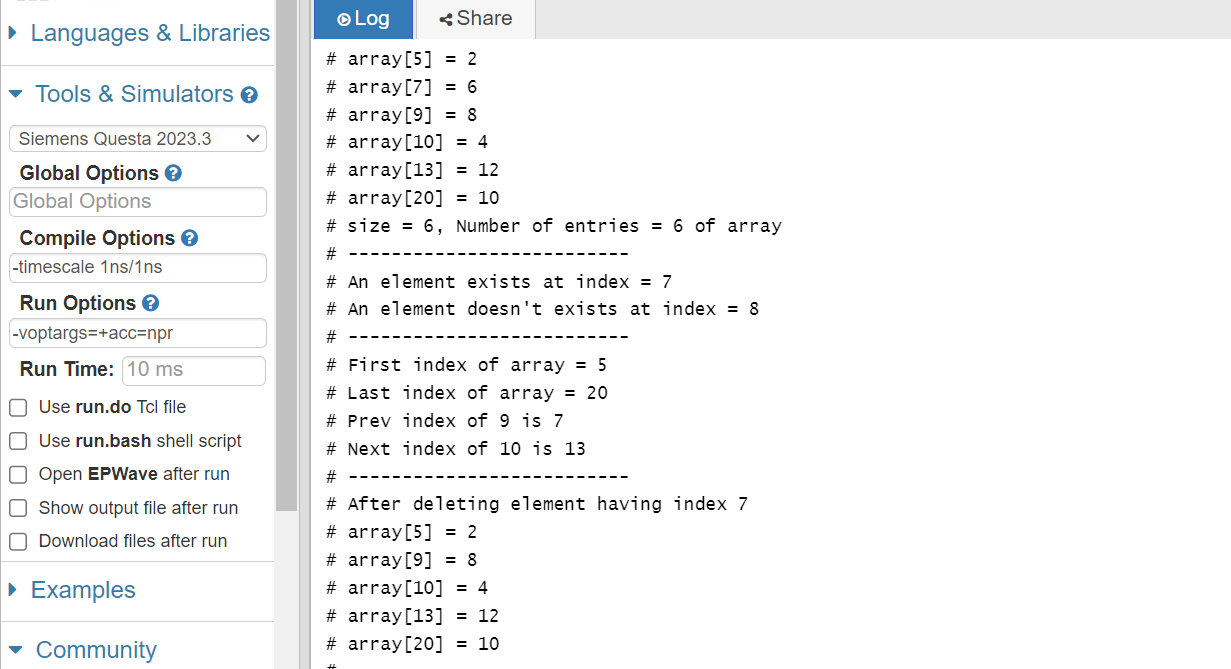 Languages & Libraries
Tools & Simulators
Siemens Questa 2023.3
Global Options
Global Options
Compile Options
-timescale 1ns/1ns
Run Options
-voptargs=+acc=npr
Run Time: 10 ms
Use run.do Tcl file
Use run.bash shell script
Open EPWave after run
Show output file after run
Download files after run
Examples
Community
Log
Share
# array[5] = 2
# array[7] = 6
# array[9] = 8
# array[10] = 4
# array[13] = 12
# array[20] = 10
# size = 6, Number of entries = 6 of array
# --------------------------
# An element exists at index = 7
# An element doesn't exists at index = 8
# --------------------------
# First index of array = 5
# Last index of array = 20
# Prev index of 9 is 7
# Next index of 10 is 13
# --------------------------
# After deleting element having index 7
# array[5] = 2
# array[9] = 8
# array[10] = 4
# array[13] = 12
# array[20] = 10
#